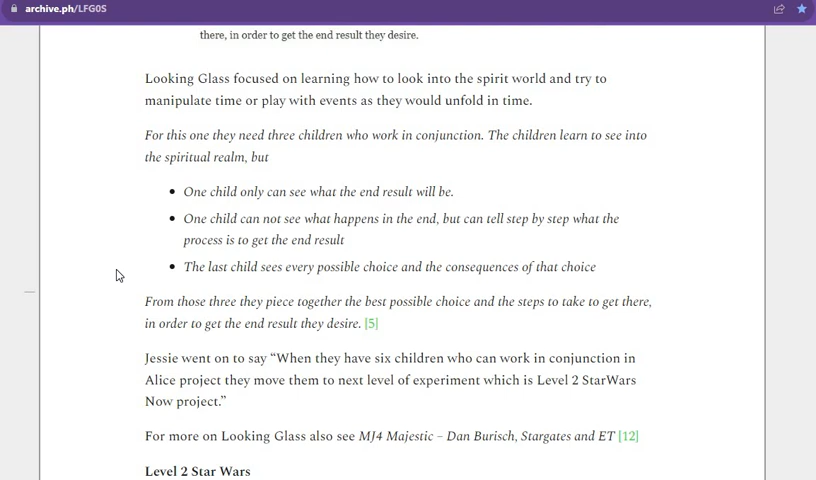 archive.ph/LFG0S
there, in order to get the end result they desire.
Looking Glass focused on learning how to look into the spirit world and try to
manipulate time or play with events as they would unfold in time.
For this one they need three children who work in conjunction. The children learn to see into
the spiritual realm, but
• One child only can see what the end result will be.
• One child can not see what happens in the end, but can tell step by step what the
process is to get the end result
• The last child sees every possible choice and the consequences of that choice
From those three they piece together the best possible choice and the steps to take to get there,
in order to get the end result they desire. [5]
Jessie went on to say “When they have six children who can work in conjunction in
Alice project they move them to next level of experiment which is Level 2 StarWars
Now project.”
For more on Looking Glass also see MJ4 Majestic – Dan Burisch, Stargates and ET [12]
Level 2 Star Wars